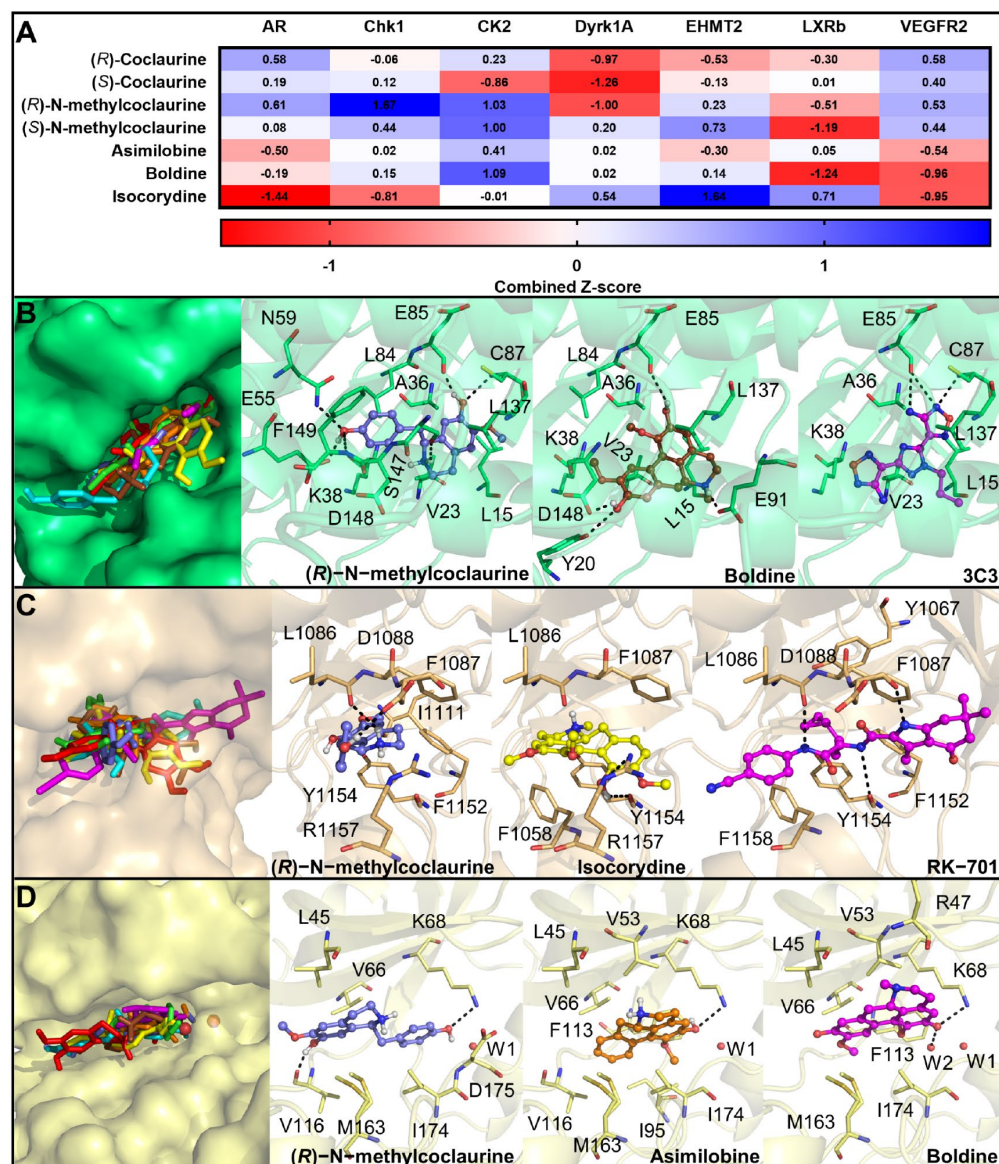 A
AR Chk1 CK2 Dyrk1A EHMT2 LXRb VEGFR2
(R)-Coclaurine 0.58 -0.06 0.23 -0.97 -0.53 -0.30 0.58
(S)-Coclaurine 0.19 0.12 -0.86 -1.26 -0.13 0.01 0.40
(R)-N-methylcoclaurine 0.61 1.67 1.03 -1.00 0.23 -0.51 0.53
(S)-N-methylcoclaurine 0.08 0.44 1.00 0.20 0.73 -1.19 0.44
Asimilobine -0.50 0.02 0.41 0.02 -0.30 0.05 -0.54
Boldine -0.19 0.15 1.09 0.02 0.14 -1.24 -0.96
Isocorydine -1.44 -0.81 -0.01 0.54 1.64 0.71 -0.95
-1 0 1
Combined Z-score
B
N59 E85 L84 C87 A36 L137 E55 F149 S147 K38 D148 V23 L15
(R)−N−methylcoclaurine
E85 L84 A36 L137 K38 V23 D148 L15 E91 Y20
Boldine
E85 C87 A36 K38 L137 V23 L15
3C3
C
L1086 D1088 F1087 I1111 Y1154 F1152 R1157
(R)−N−methylcoclaurine
L1086 F1087 Y1154 F1058 R1157
Isocorydine
Y1067 L1086 D1088 F1087 F1152 Y1154 F1158
RK−701
D
L45 K68 V66 W1 D175 V116 M163 I174
(R)−N−methylcoclaurine
V53 L45 K68 V66 F113 W1 V116 I174 M163 I95
Asimilobine
R47 V53 L45 K68 V66 F113 W2 W1 M163 I174
Boldine